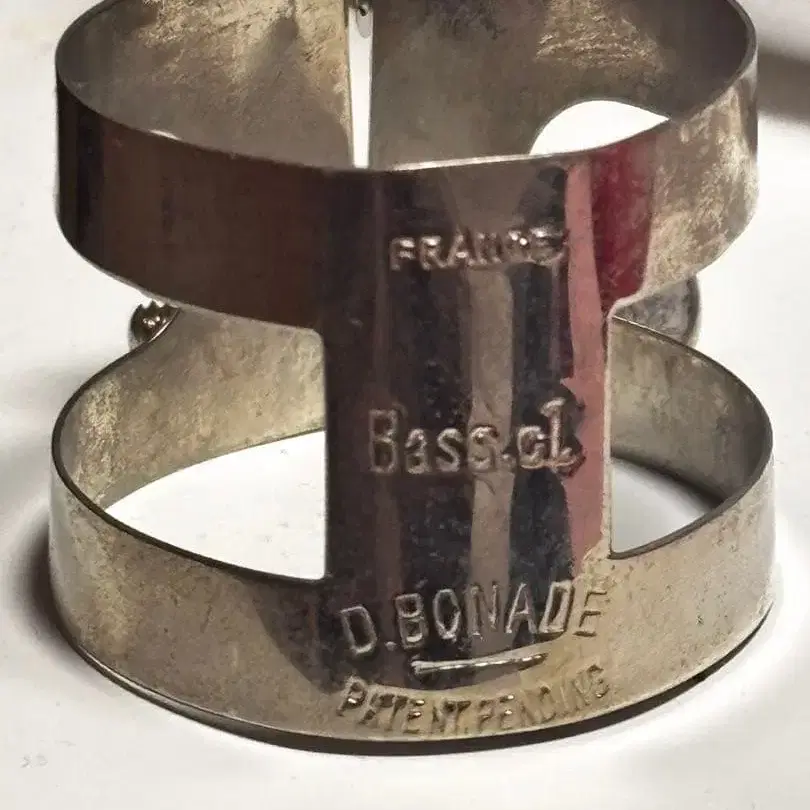 FRANCE
Bass.cl
D.BONADE
PATENT.PENDING